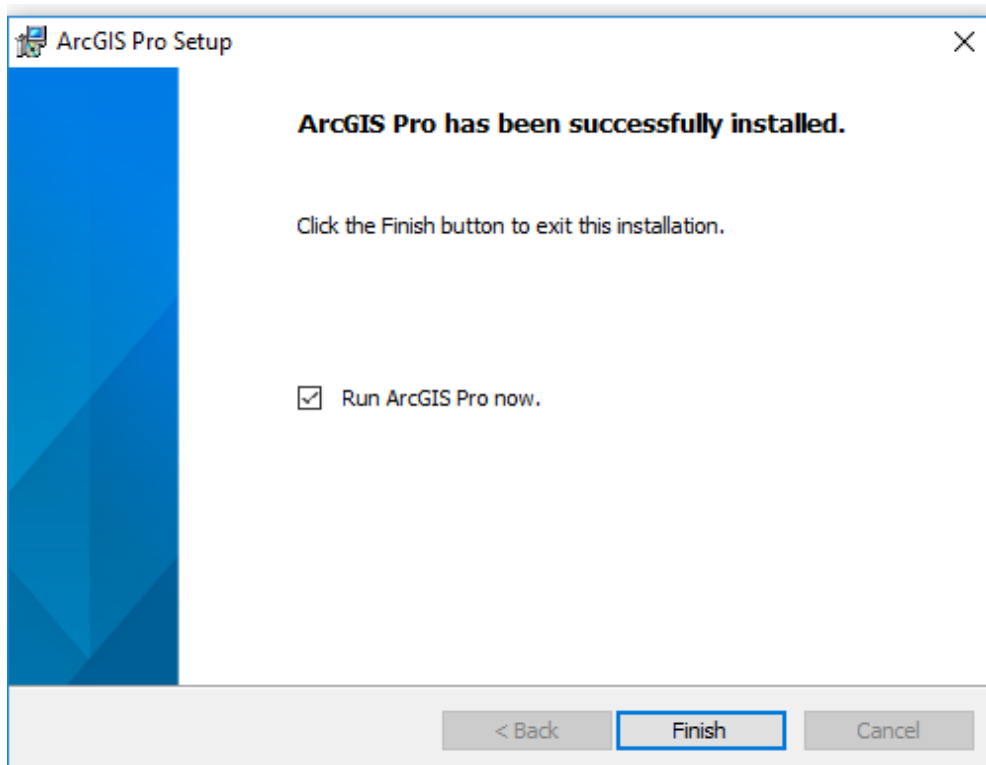 ArcGIS Pro Setup
ArcGIS Pro has been successfully installed.
Click the Finish button to exit this installation.
Run ArcGIS Pro now.
< Back Finish Cancel